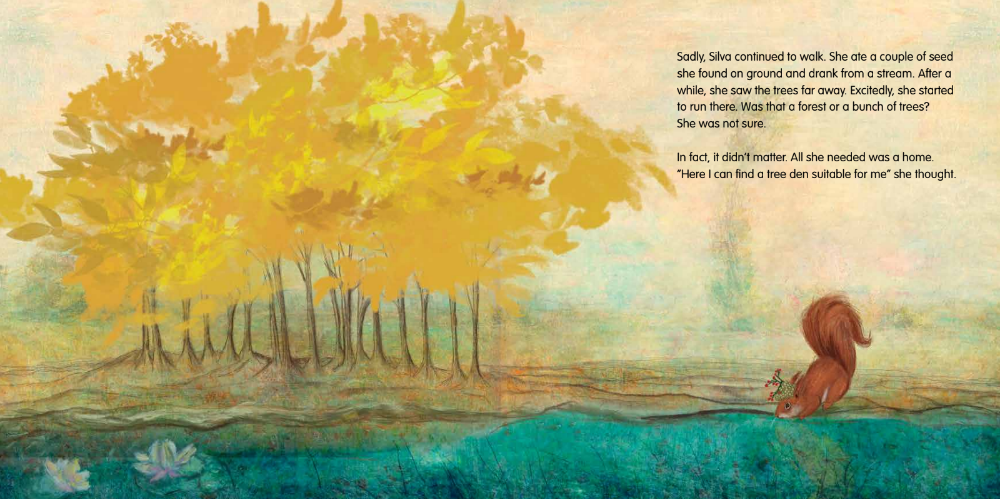 Sadly, Silva continued to walk. She ate a couple of seed
she found on ground and drank from a stream. After a
while, she saw the trees far away. Excitedly, she started
to run there. Was that a forest or a bunch of trees?
She was not sure.
In fact, it didn't matter. All she needed was a home.
"Here I can find a tree den suitable for me" she thought.